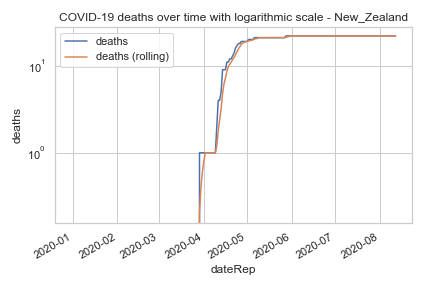 COVID-19 deaths over time with logarithmic scale - New_Zealand
deaths
deaths (rolling)
10¹
10⁰
deaths
2020-01
2020-02
2020-03
2020-04
2020-05
2020-06
2020-07
2020-08
dateRep